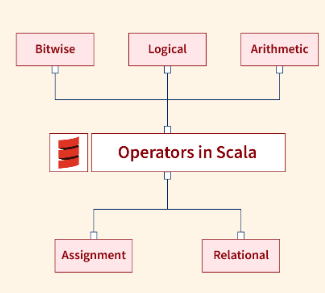 Bitwise
Logical
Arithmetic
Operators in Scala
Assignment
Relational